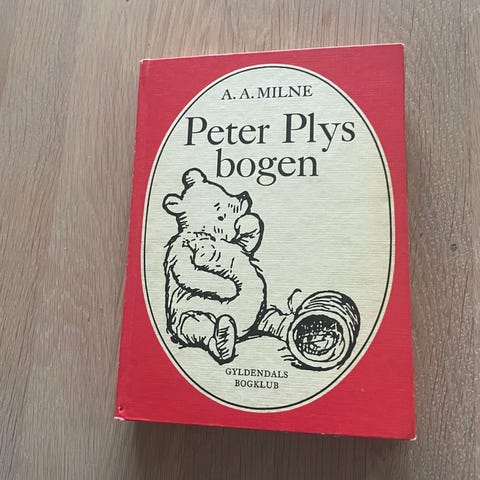 A. A. MILNE
Peter Plys
bogen
GYLDENDALS
BOGKLUB